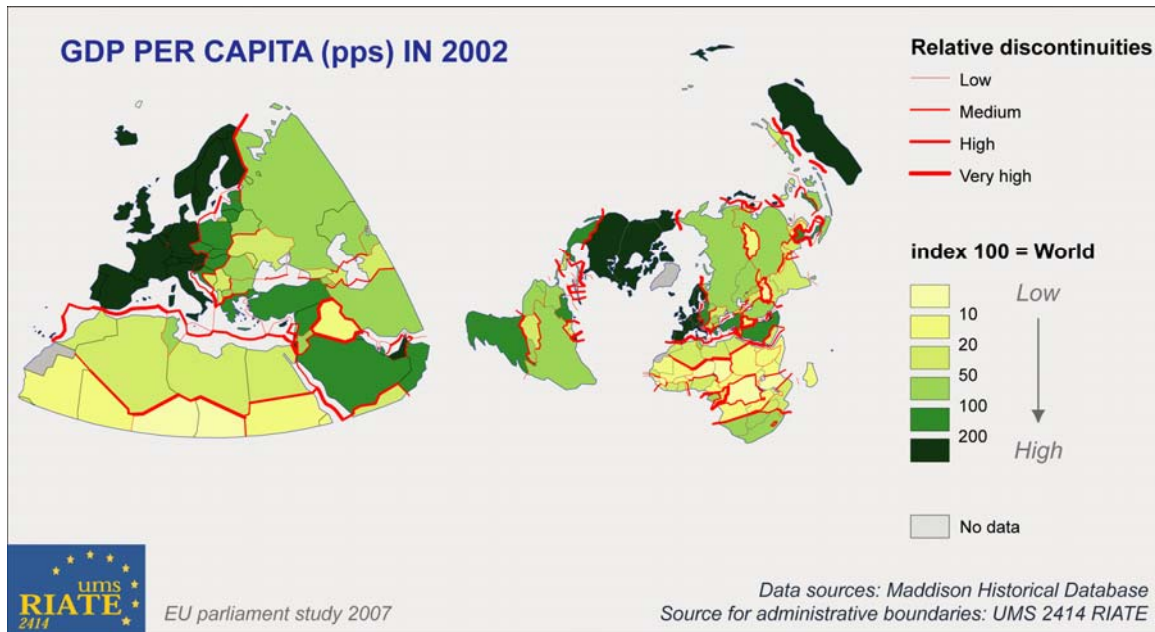 GDP PER CAPITA (pps) IN 2002
Relative discontinuities
Low
Medium
High
Very high
index 100 = World
Low
10
20
50
100
200
High
No data
ums
RIATE
2414
EU parliament study 2007
Data sources: Maddison Historical Database
Source for administrative boundaries: UMS 2414 RIATE